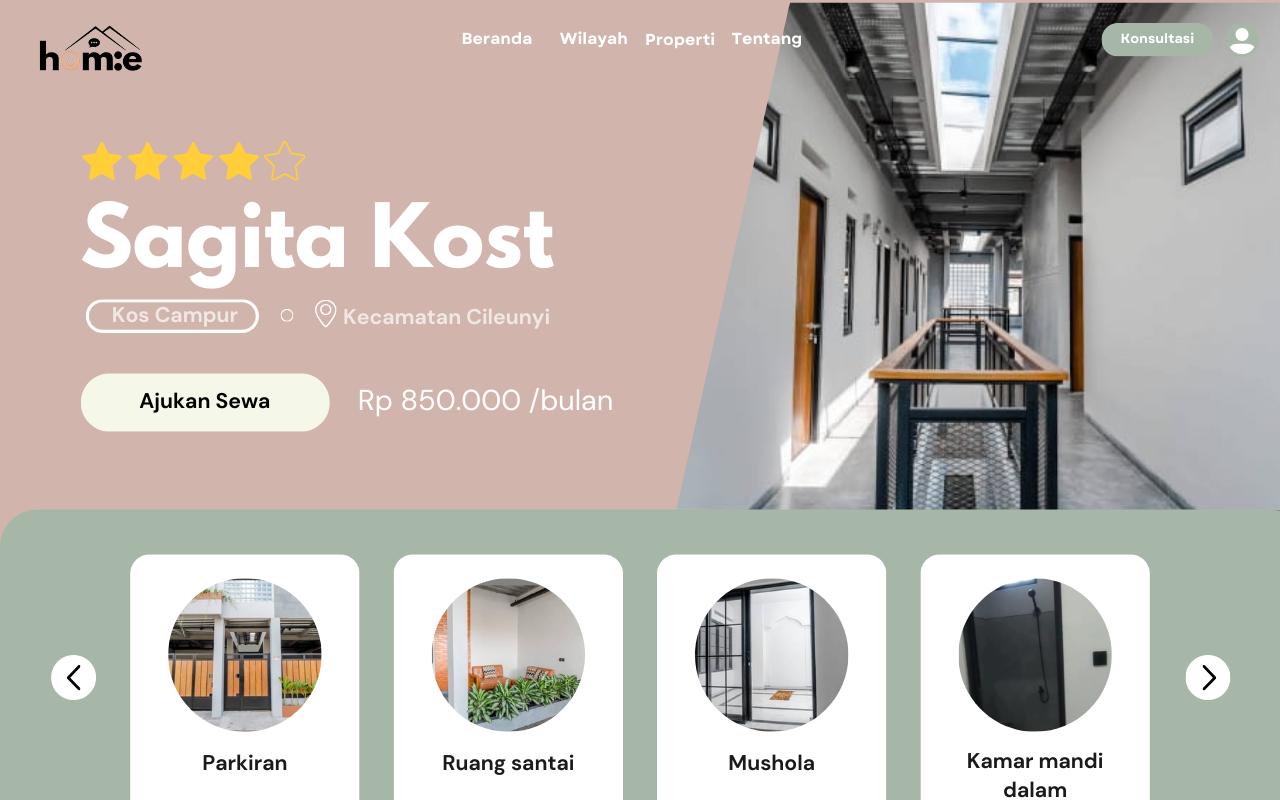 hom:e
Beranda Wilayah Properti Tentang
Konsultasi
Sagita Kost
Kos Campur
Kecamatan Cileunyi
Ajukan Sewa
Rp 850.000 /bulan
Parkiran
Ruang santai
Mushola
Kamar mandi
dalam